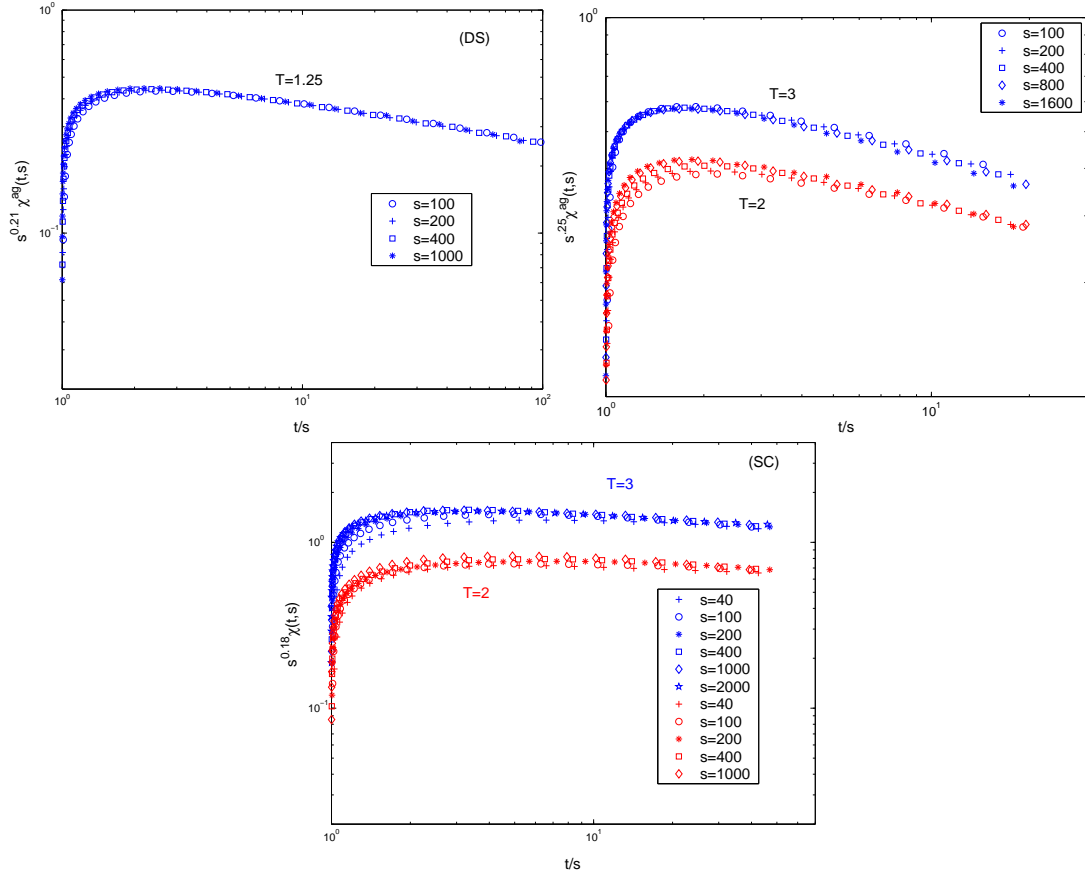 10⁰
(DS)
T=1.25
s^0.21 χ^ag(t,s)
10⁻¹
s=100
s=200
s=400
s=1000
10⁰
10¹
10²
t/s
10⁰
s=100
s=200
s=400
s=800
s=1600
T=3
s^.25χ^ag(t,s)
T=2
10⁰
10¹
t/s
(SC)
T=3
10⁰
s^0.18χ(t,s)
T=2
10⁻¹
s=40
s=100
s=200
s=400
s=1000
s=2000
s=40
s=100
s=200
s=400
s=1000
10⁰
10¹
t/s